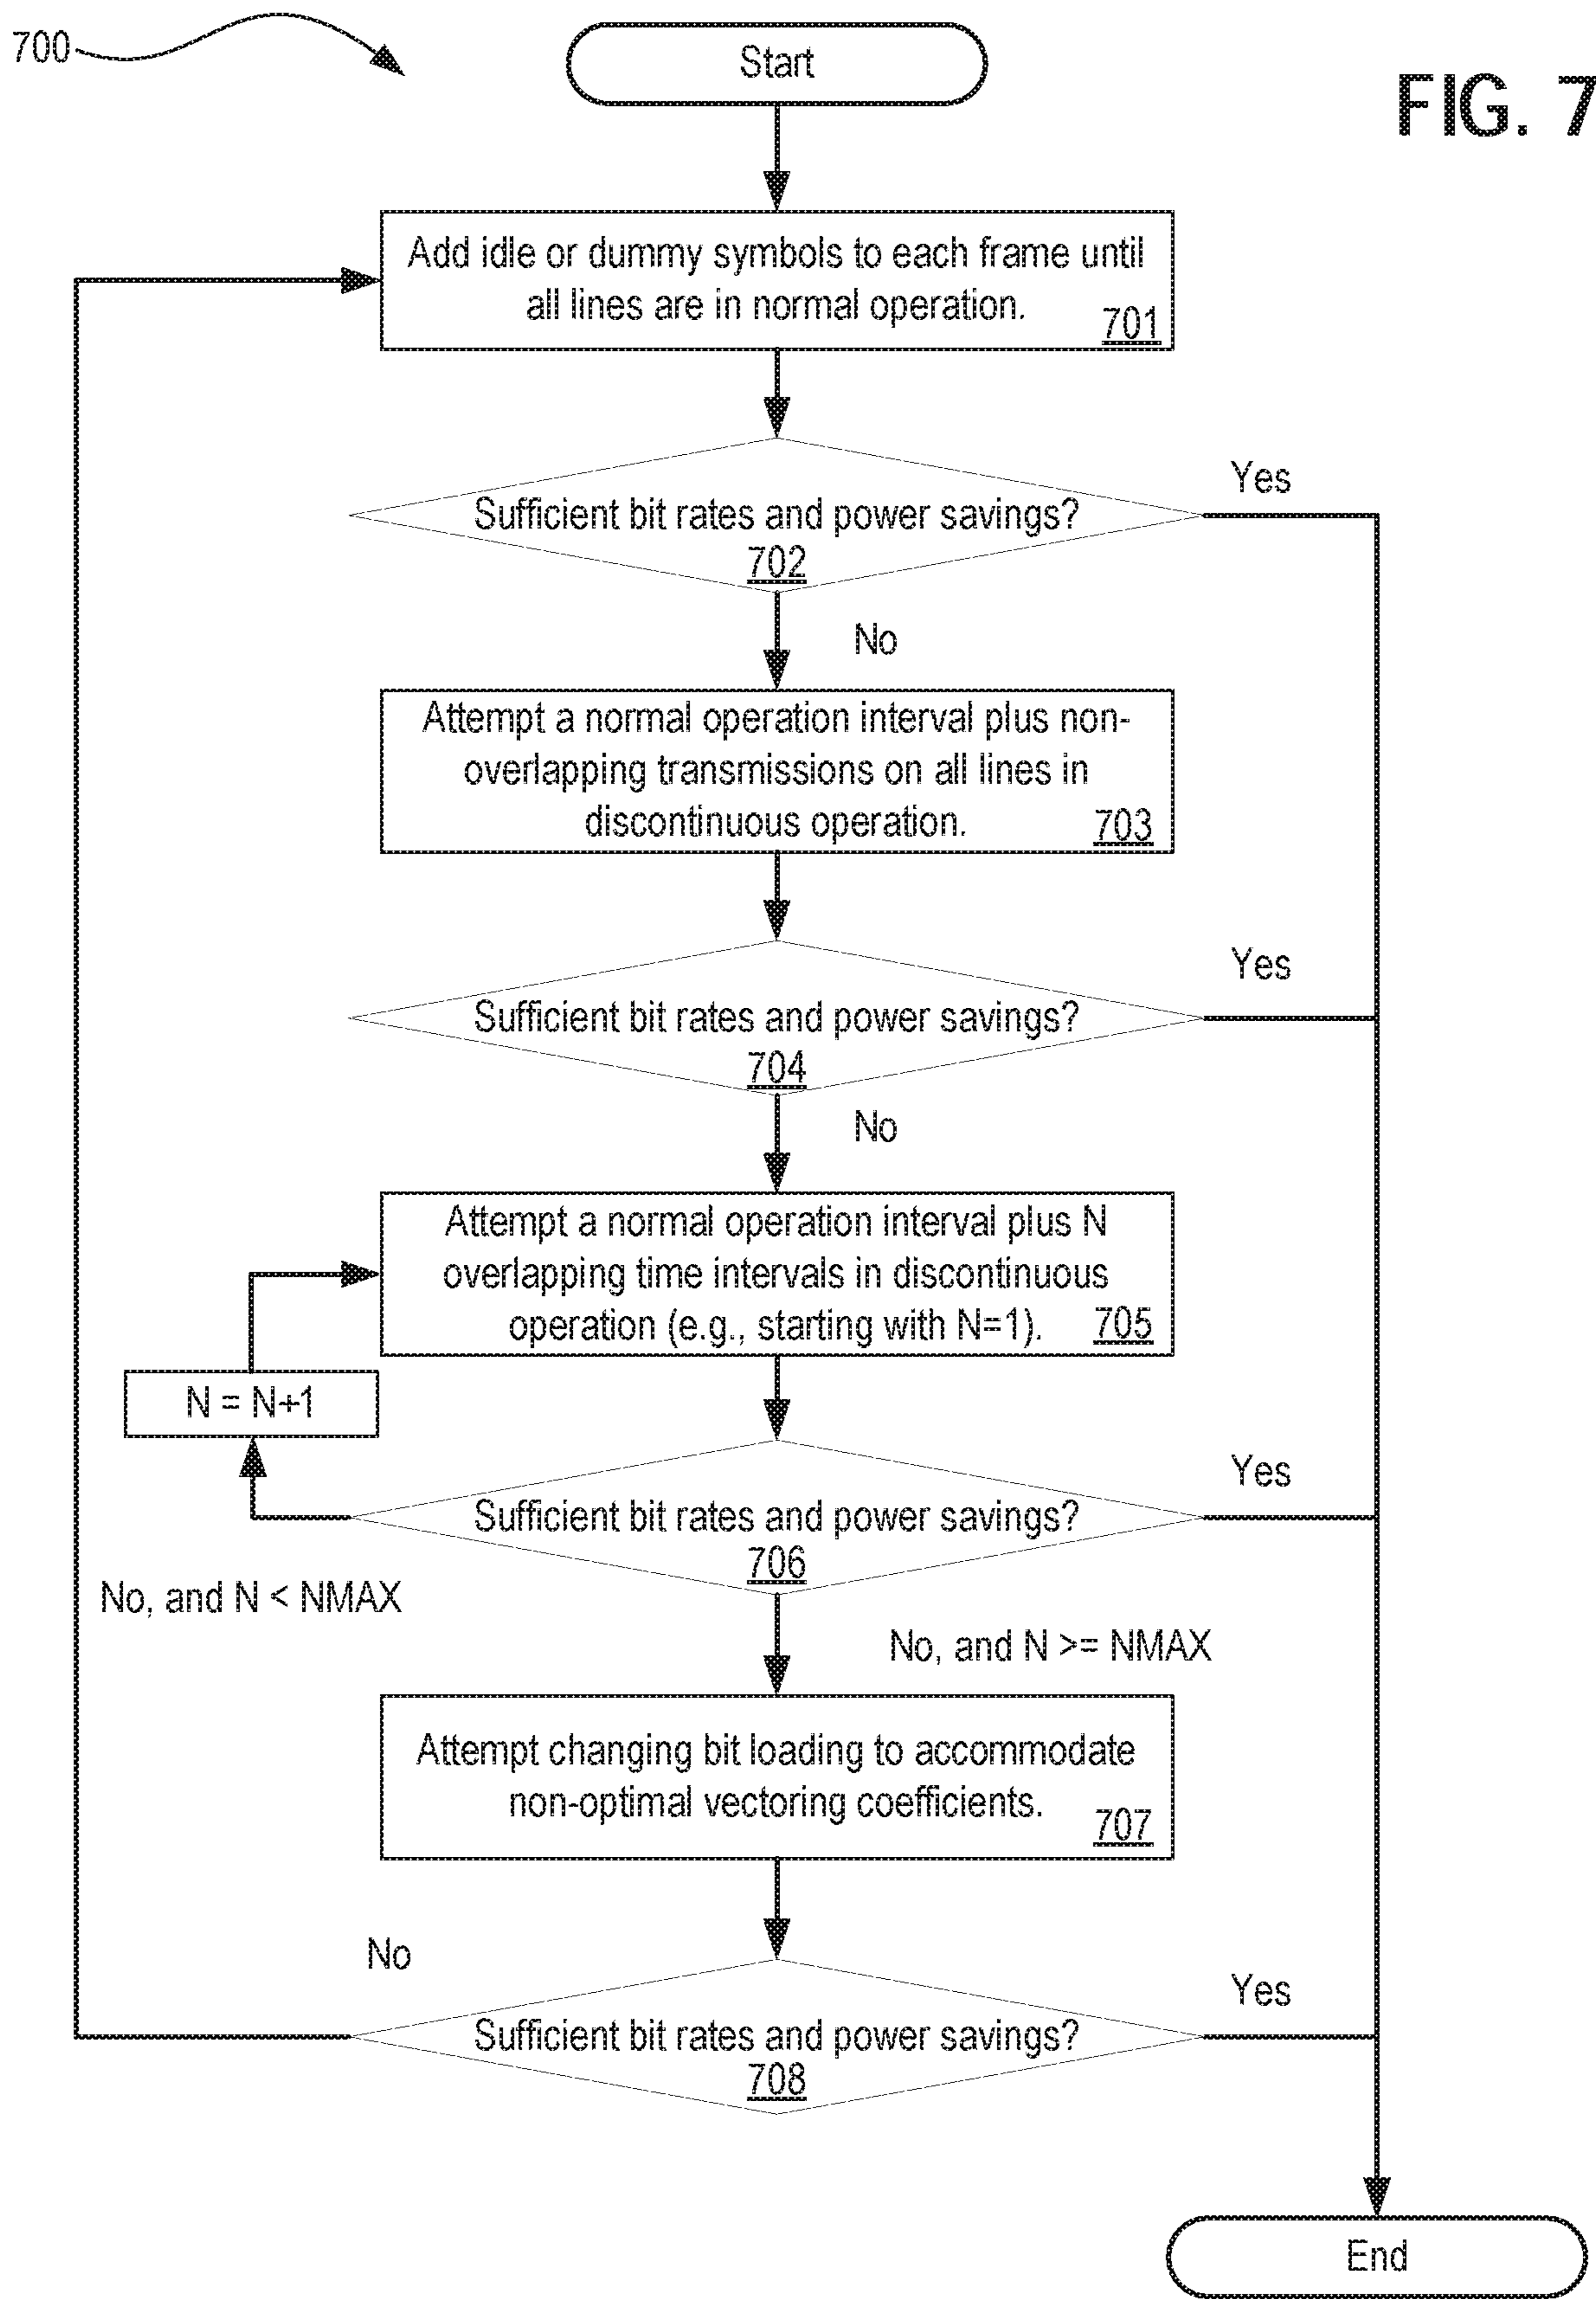 700
Start
FIG. 7
Add idle or dummy symbols to each frame until
all lines are in normal operation.
701
Sufficient bit rates and power savings?
702
Yes
No
Attempt a normal operation interval plus non-
overlapping transmissions on all lines in
discontinuous operation.
703
Sufficient bit rates and power savings?
704
Yes
No
Attempt a normal operation interval plus N
overlapping time intervals in discontinuous
operation (e.g., starting with N=1).
705
N = N+1
Sufficient bit rates and power savings?
706
Yes
No, and N < NMAX
No, and N >= NMAX
Attempt changing bit loading to accommodate
non-optimal vectoring coefficients.
707
No
Sufficient bit rates and power savings?
708
Yes
End